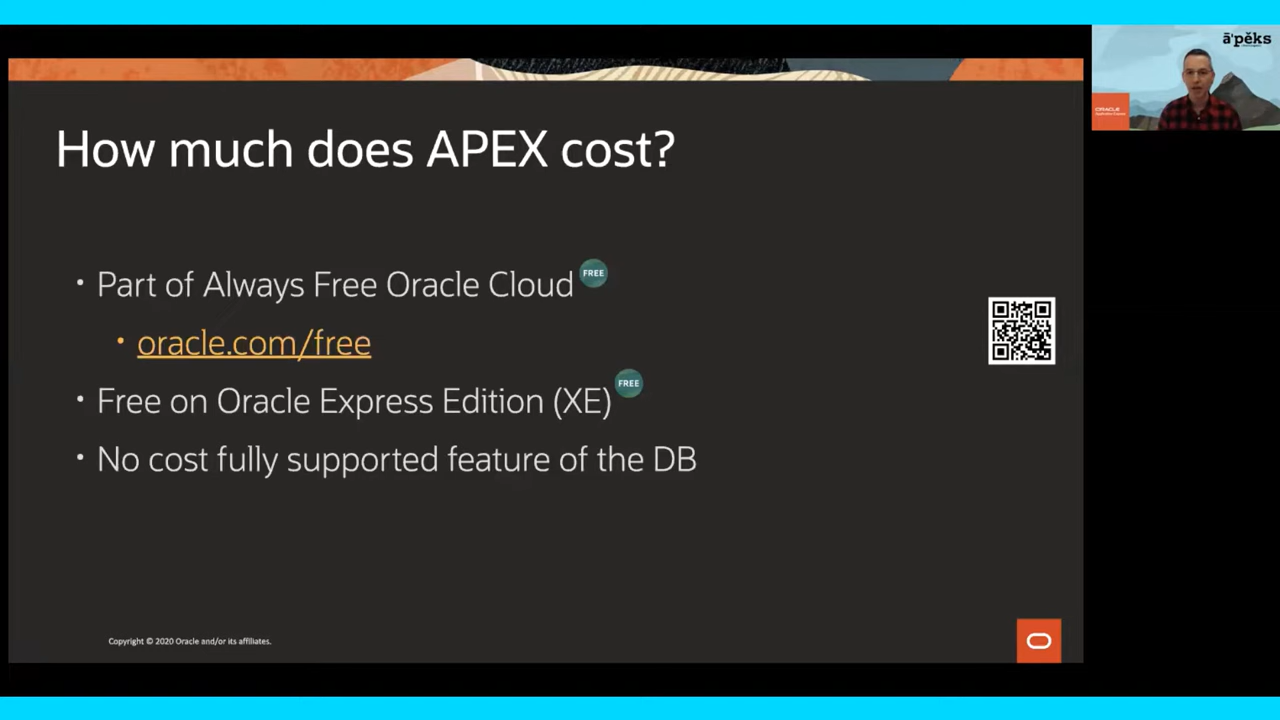 How much does APEX cost?
• Part of Always Free Oracle Cloud FREE
• oracle.com/free
• Free on Oracle Express Edition (XE) FREE
• No cost fully supported feature of the DB
Copyright © 2020 Oracle and/or its affiliates.
ā'pĕks
ORACLE